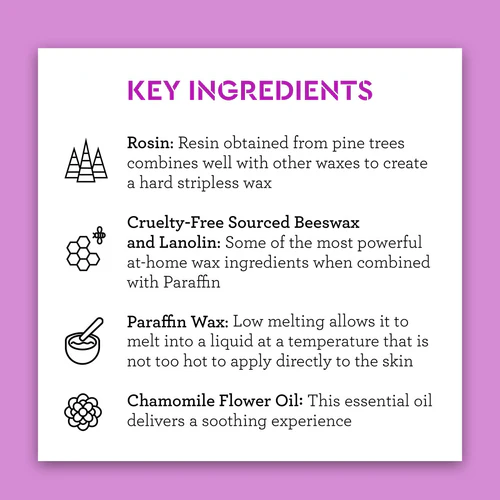 KEY INGREDIENTS
Rosin: Resin obtained from pine trees
combines well with other waxes to create
a hard stripless wax
Cruelty-Free Sourced Beeswax
and Lanolin: Some of the most powerful
at-home wax ingredients when combined
with Paraffin
Paraffin Wax: Low melting allows it to
melt into a liquid at a temperature that is
not too hot to apply directly to the skin
Chamomile Flower Oil: This essential oil
delivers a soothing experience